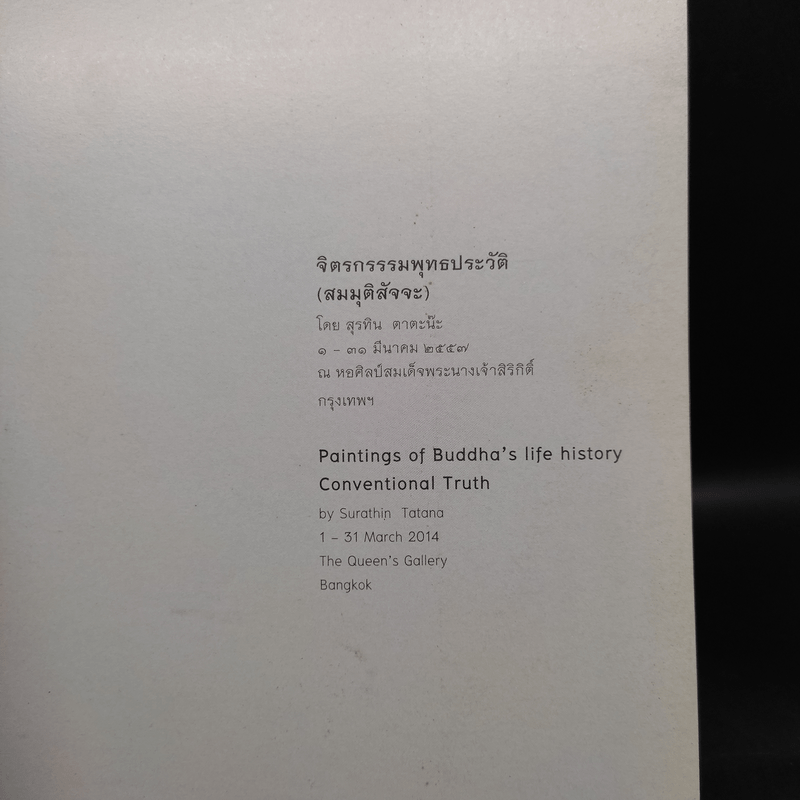 จิตรกรรรมพุทธประวัติ
(สมมุติสัจจะ)
โดย สุรทิน ตาตะน๊ะ
๑ - ๓๑ มีนาคม ๒๕๕๗
ณ หอศิลป์สมเด็จพระนางเจ้าสิริกิติ์
กรุงเทพฯ
Paintings of Buddha's life history
Conventional Truth
by Surathin Tatana
1 - 31 March 2014
The Queen's Gallery
Bangkok